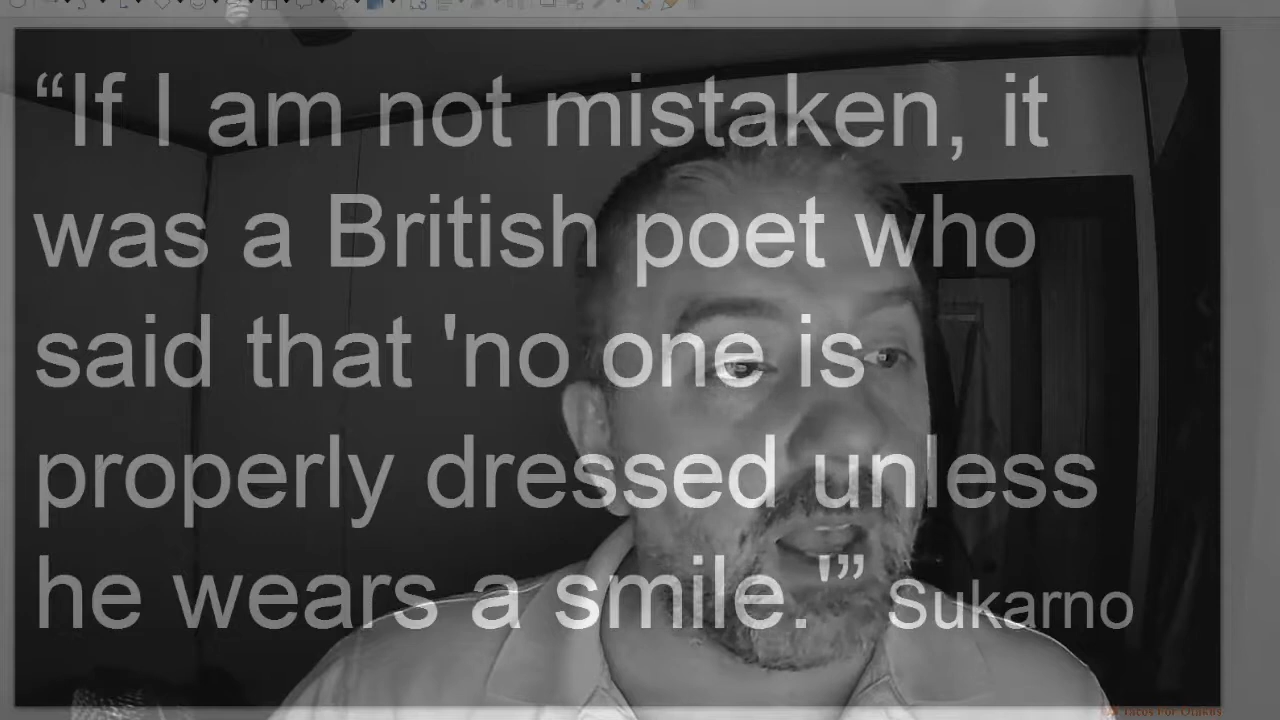 “If I am not mistaken, it
was a British poet who
said that 'no one is
properly dressed unless
he wears a smile.'” Sukarno